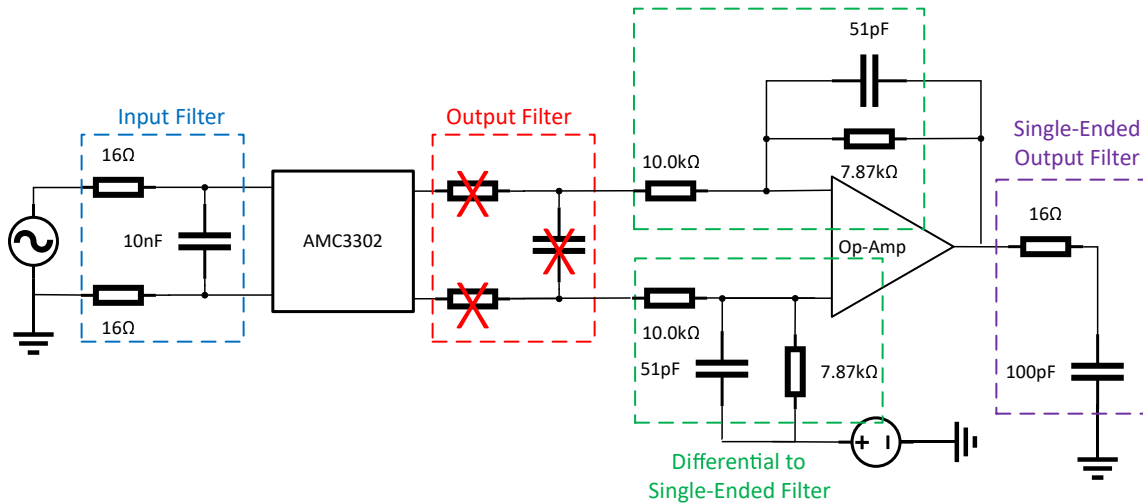 Input Filter
16Ω
10nF
16Ω
AMC3302
Output Filter
51pF
10.0kΩ
7.87kΩ
Op-Amp
10.0kΩ
51pF
7.87kΩ
+
Differential to
Single-Ended Filter
Single-Ended
Output Filter
16Ω
100pF